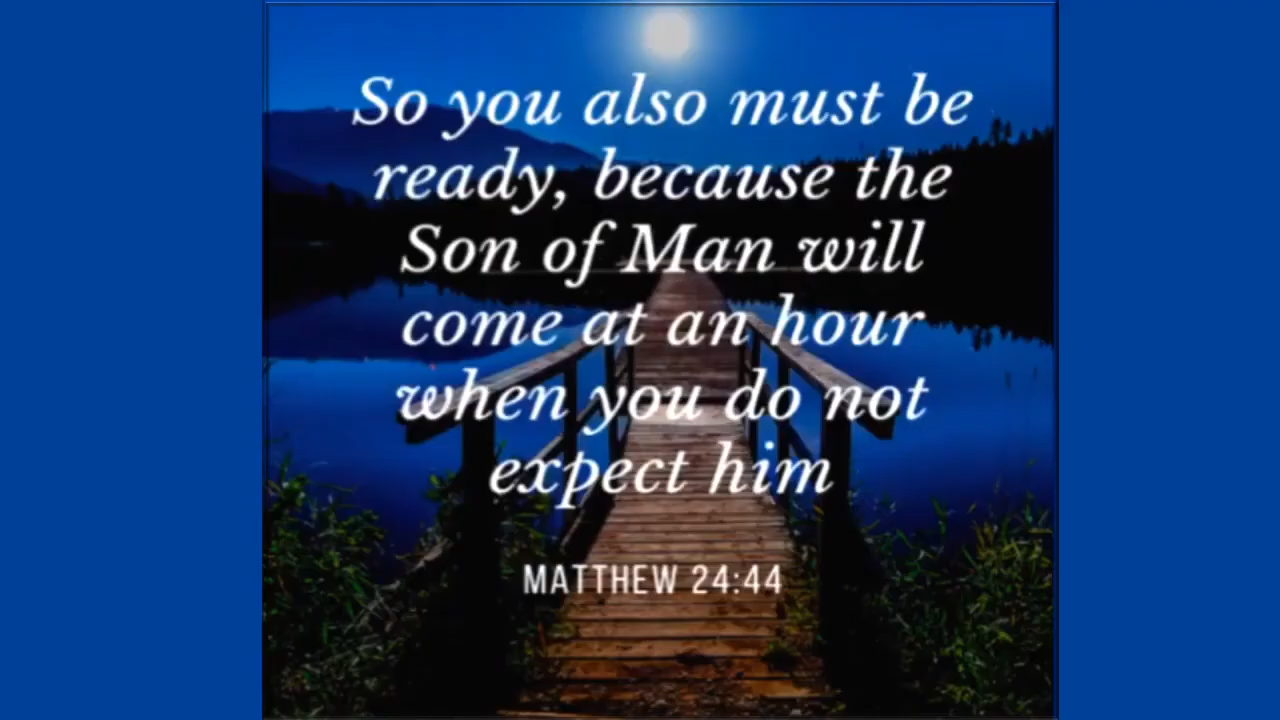 So you also must be
ready, because the
Son of Man will
come at an hour
when you do not
expect him
MATTHEW 24:44